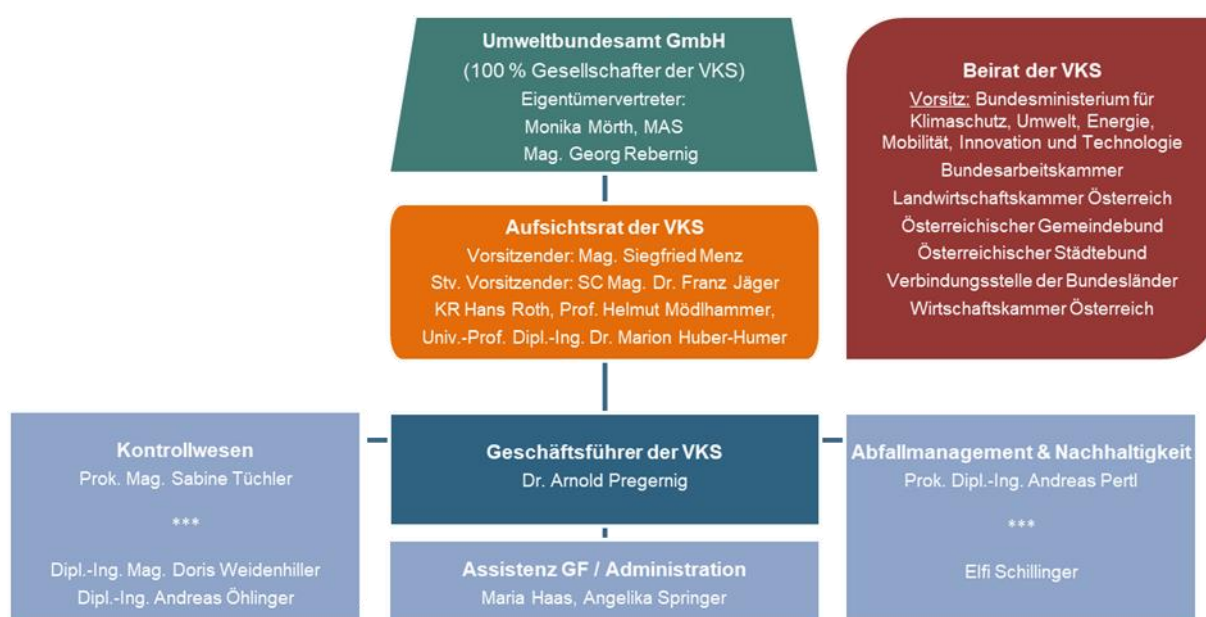 Umweltbundesamt GmbH
(100 % Gesellschafter der VKS)
Eigentümervertreter:
Monika Mörth, MAS
Mag. Georg Rebernig
Beirat der VKS
Vorsitz: Bundesministerium für
Klimaschutz, Umwelt, Energie,
Mobilität, Innovation und Technologie
Bundesarbeitskammer
Landwirtschaftskammer Österreich
Österreichischer Gemeindebund
Österreichischer Städtebund
Verbindungsstelle der Bundesländer
Wirtschaftskammer Österreich
Aufsichtsrat der VKS
Vorsitzender: Mag. Siegfried Menz
Stv. Vorsitzender: SC Mag. Dr. Franz Jäger
KR Hans Roth, Prof. Helmut Mödlhammer,
Univ.-Prof. Dipl.-Ing. Dr. Marion Huber-Humer
Kontrollwesen
Prok. Mag. Sabine Tüchler
***
Dipl.-Ing. Mag. Doris Weidenhiller
Dipl.-Ing. Andreas Öhlinger
Geschäftsführer der VKS
Dr. Arnold Pregernig
Assistenz GF / Administration
Maria Haas, Angelika Springer
Abfallmanagement & Nachhaltigkeit
Prok. Dipl.-Ing. Andreas Pertl
***
Elfi Schillinger